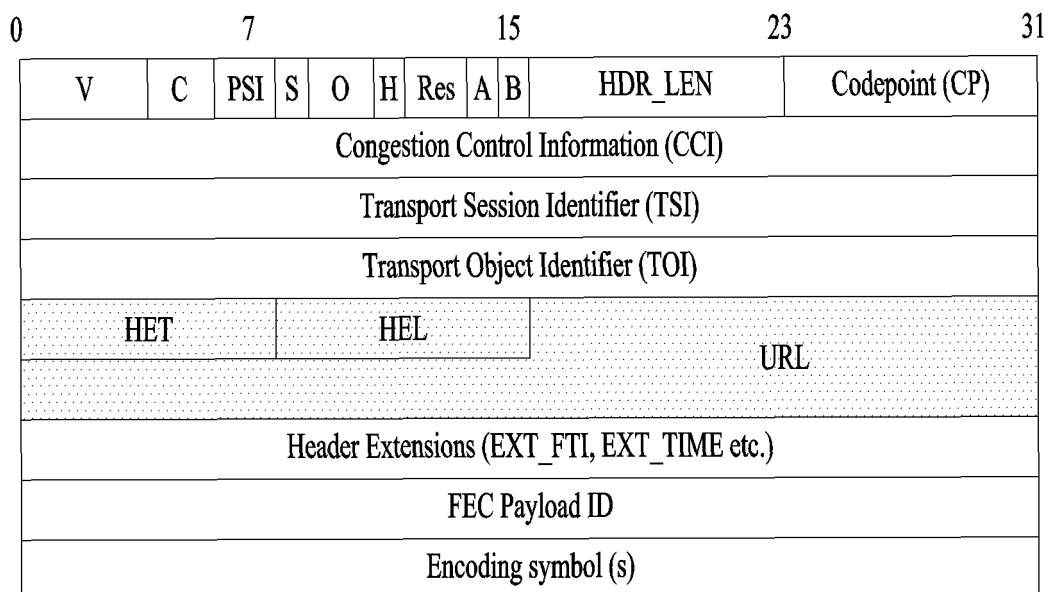 0 7 15 23 31
V C PSI S O H Res A B HDR_LEN Codepoint (CP)
Congestion Control Information (CCI)
Transport Session Identifier (TSI)
Transport Object Identifier (TOI)
HET HEL
URL
Header Extensions (EXT_FTI, EXT_TIME etc.)
FEC Payload ID
Encoding symbol (s)